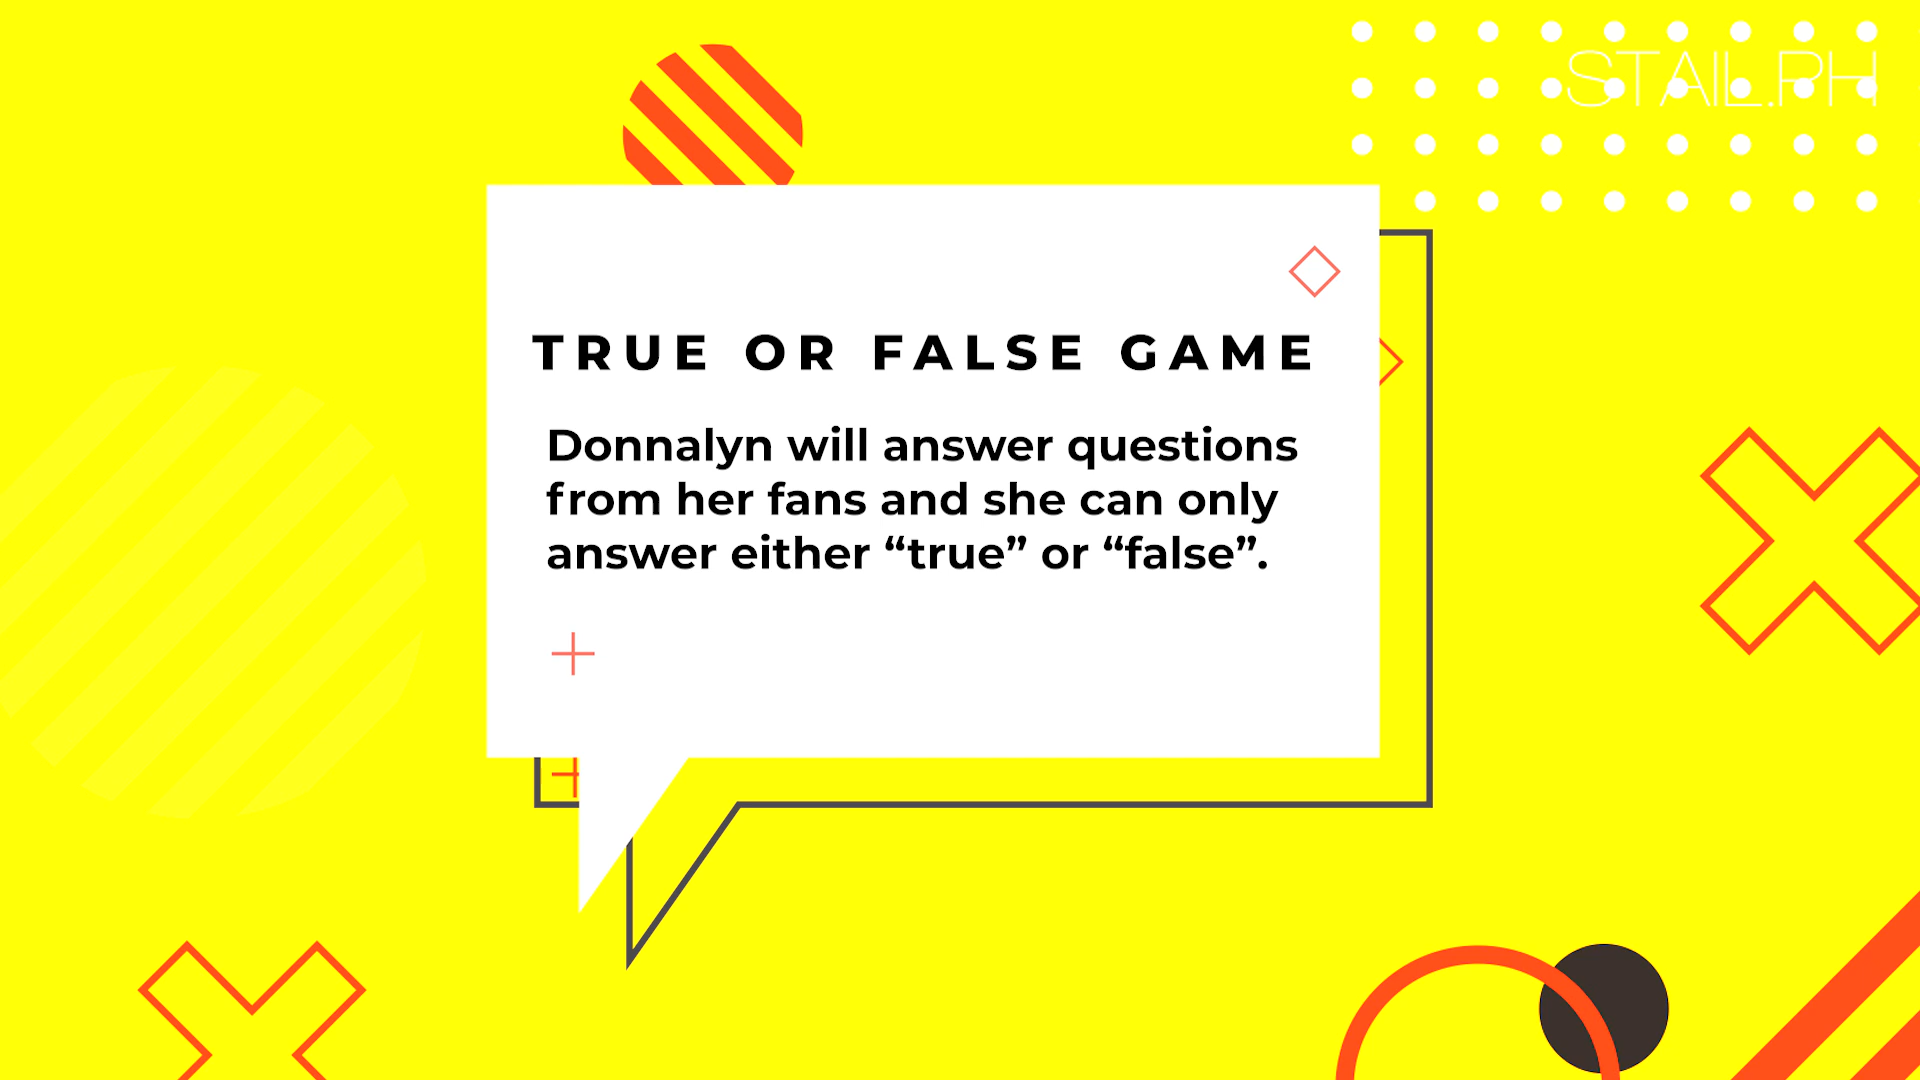 STAIL.PH
TRUE OR FALSE GAME
Donnalyn will answer questions
from her fans and she can only
answer either “true” or “false”.